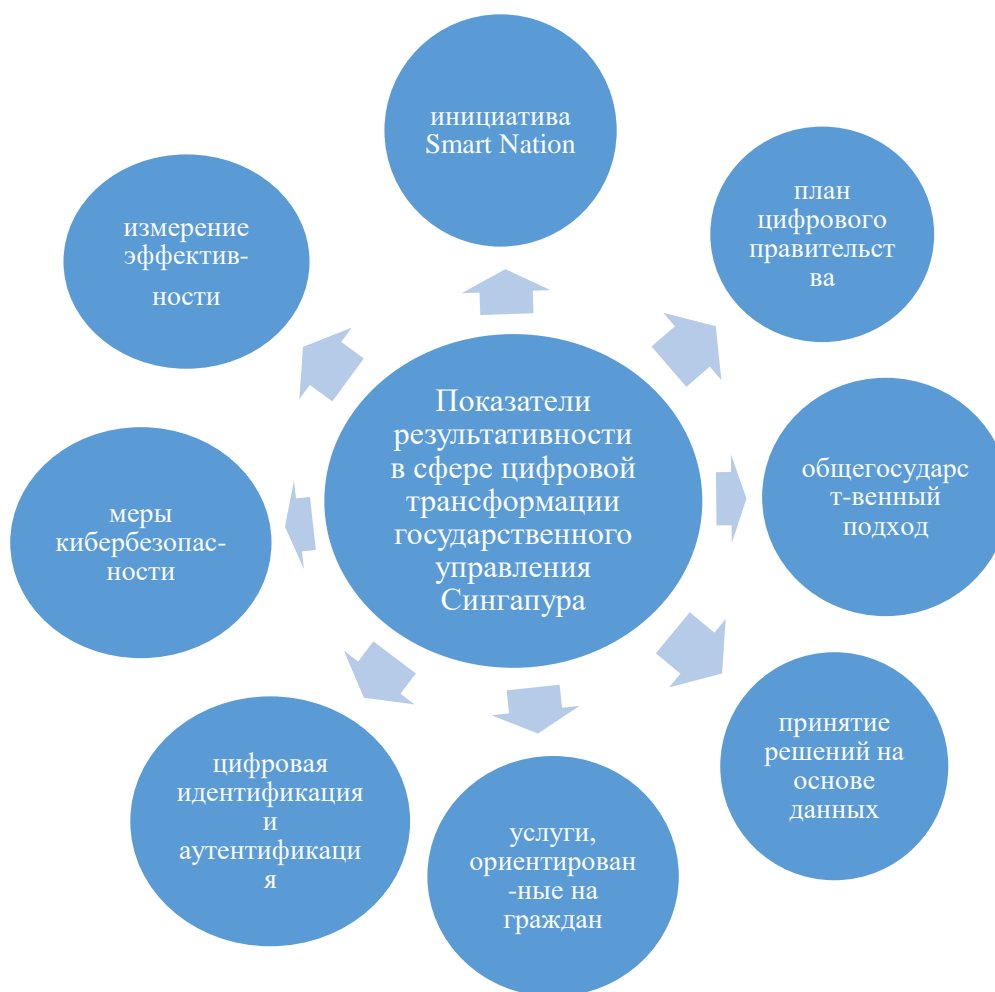 инициатива
Smart Nation
план
цифрового
правительст
ва
общегосударс
т-венный
подход
принятие
решений на
основе
данных
услуги,
ориентирован
-ные на
граждан
цифровая
идентификация
и
аутентификаци
я
меры
кибербезопас-
ности
измерение
эффектив-
ности
Показатели
результативности
в сфере цифровой
трансформации
государственного
управления
Сингапура